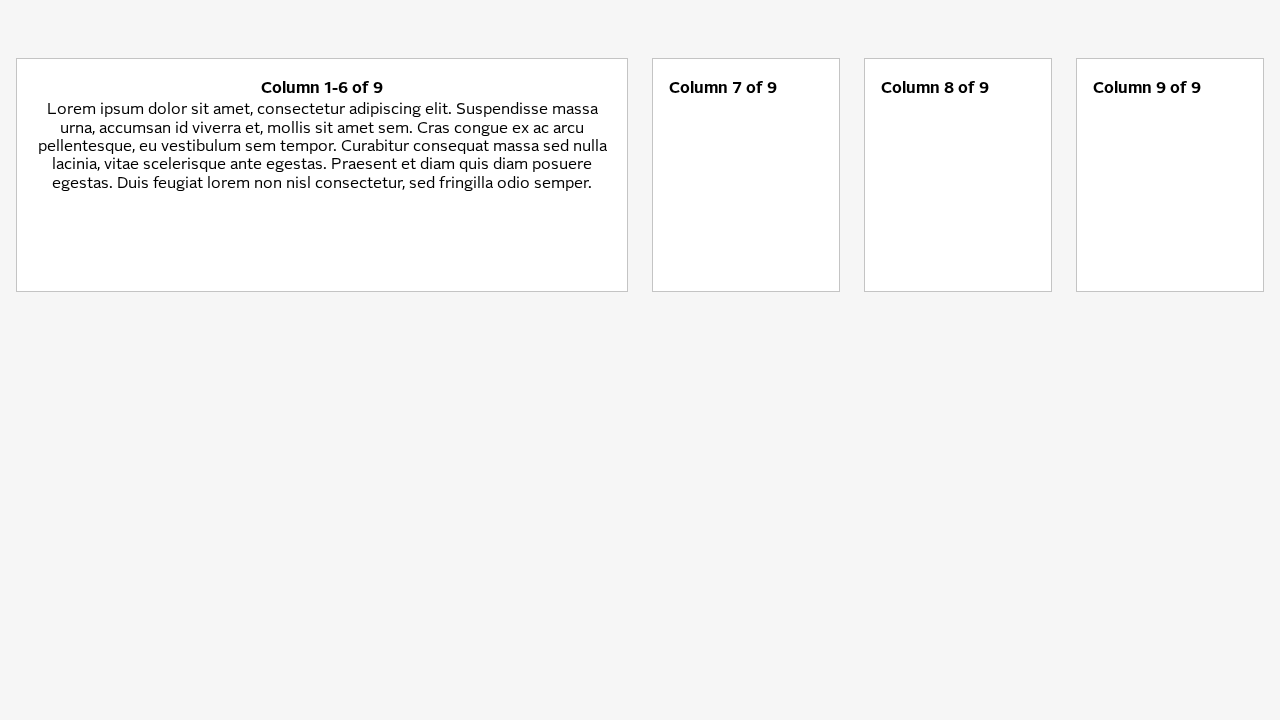 Column 1-6 of 9
Lorem ipsum dolor sit amet, consectetur adipiscing elit. Suspendisse massa
urna, accumsan id viverra et, mollis sit amet sem. Cras congue ex ac arcu
pellentesque, eu vestibulum sem tempor. Curabitur consequat massa sed nulla
lacinia, vitae scelerisque ante egestas. Praesent et diam quis diam posuere
egestas. Duis feugiat lorem non nisl consectetur, sed fringilla odio semper.
Column 7 of 9
Column 8 of 9
Column 9 of 9